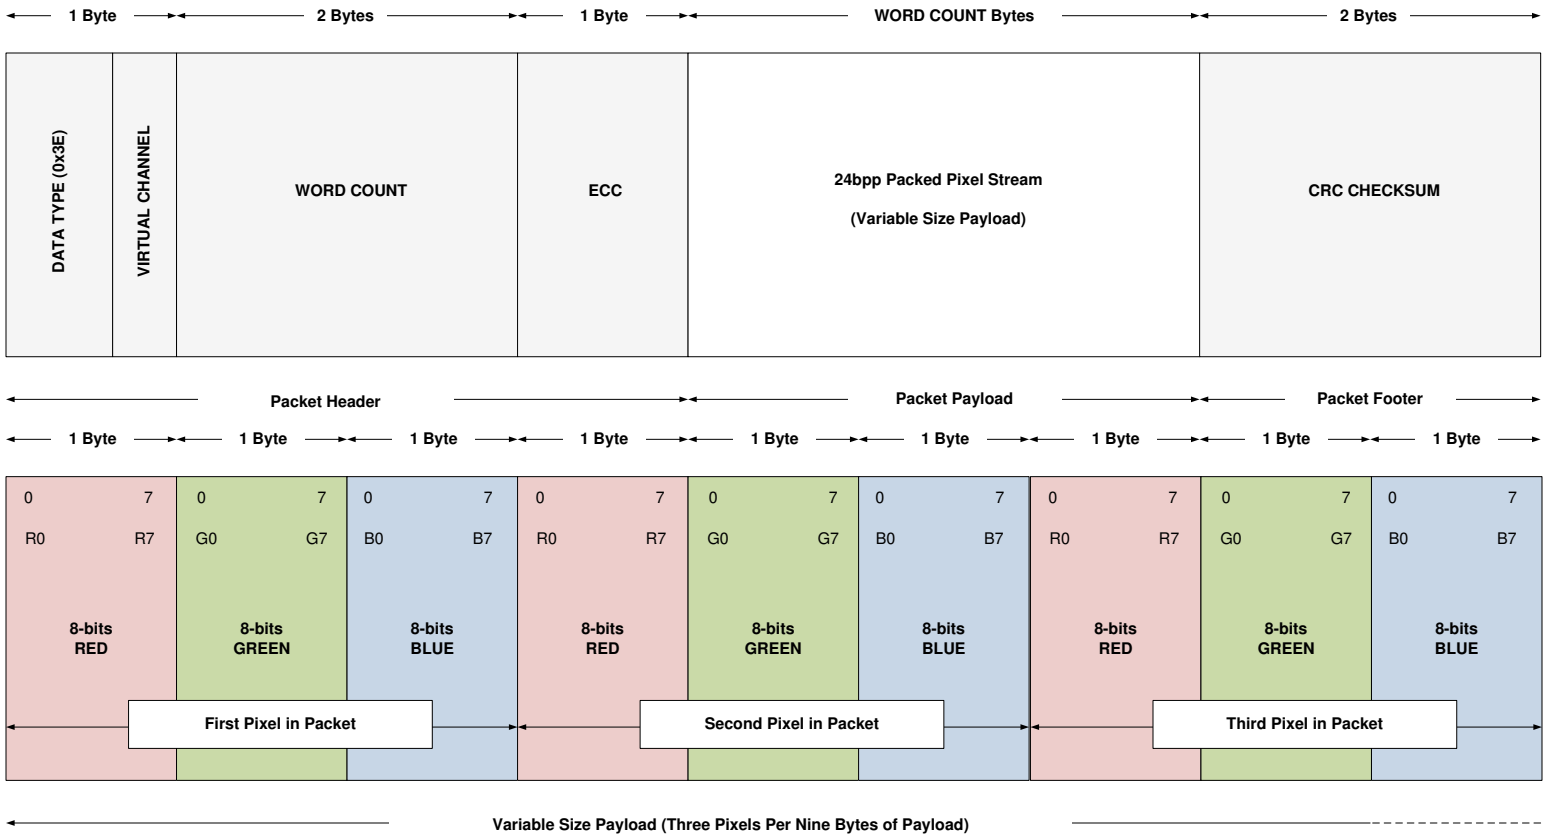 1 Byte 2 Bytes 1 Byte WORD COUNT Bytes 2 Bytes
DATA TYPE (0x3E)
VIRTUAL CHANNEL
WORD COUNT
ECC
24bpp Packed Pixel Stream
(Variable Size Payload)
CRC CHECKSUM
Packet Header Packet Payload Packet Footer
1 Byte 1 Byte 1 Byte 1 Byte 1 Byte 1 Byte 1 Byte 1 Byte 1 Byte
0 7 0 7 0 7 0 7 0 7 0 7 0 7 0 7 0 7
R0 R7 G0 G7 B0 B7 R0 R7 G0 G7 B0 B7 R0 R7 G0 G7 B0 B7
8-bits 8-bits 8-bits 8-bits 8-bits 8-bits 8-bits 8-bits 8-bits
RED GREEN BLUE RED GREEN BLUE RED GREEN BLUE
First Pixel in Packet Second Pixel in Packet Third Pixel in Packet
Variable Size Payload (Three Pixels Per Nine Bytes of Payload)